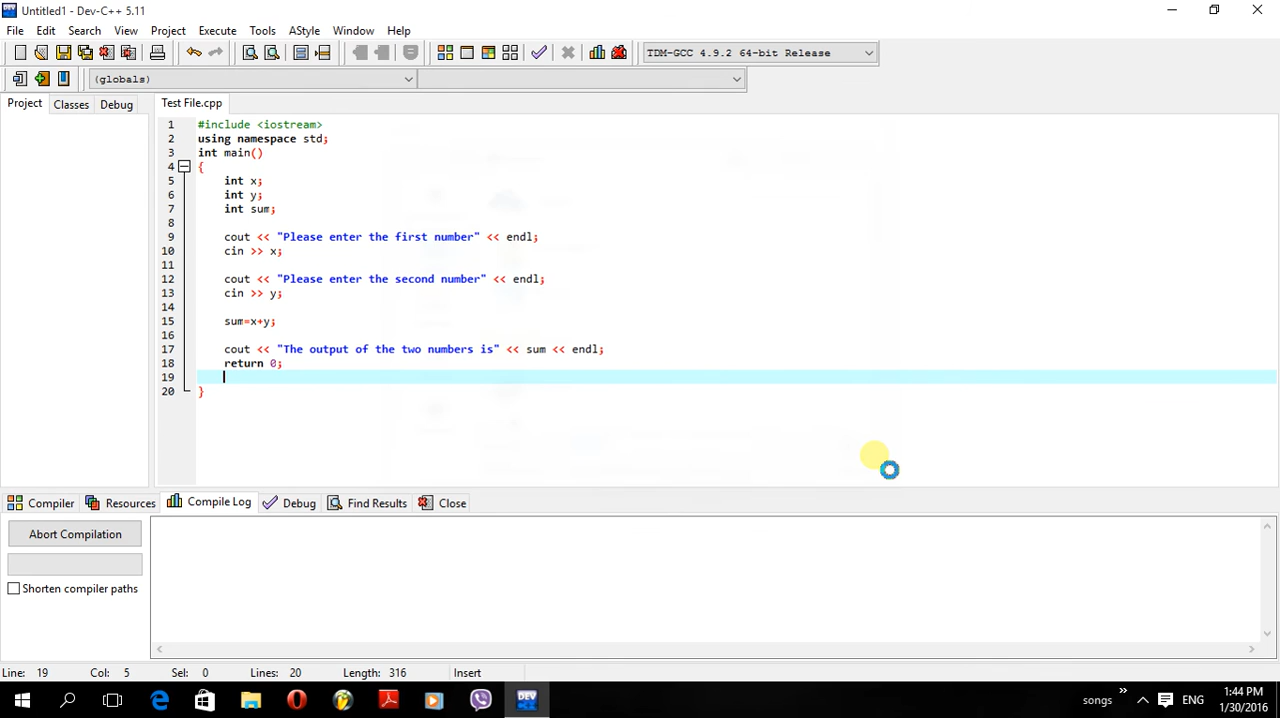 Untitled1 - Dev-C++ 5.11
File Edit Search View Project Execute Tools AStyle Window Help
TDM-GCC 4.9.2 64-bit Release
(globals)
Project Classes Debug Test File.cpp
1 #include <iostream>
2 using namespace std;
3 int main()
4 {
5 int x;
6 int y;
7 int sum;
8
9 cout << "Please enter the first number" << endl;
10 cin >> x;
11
12 cout << "Please enter the second number" << endl;
13 cin >> y;
14
15 sum=x+y;
16
17 cout << "The output of the two numbers is" << sum << endl;
18 return 0;
19
20 }
Compiler Resources Compile Log Debug Find Results Close
Abort Compilation
Shorten compiler paths
Line: 19 Col: 5 Sel: 0 Lines: 20 Length: 316 Insert
DEV songs ENG 1:44 PM
1/30/2016